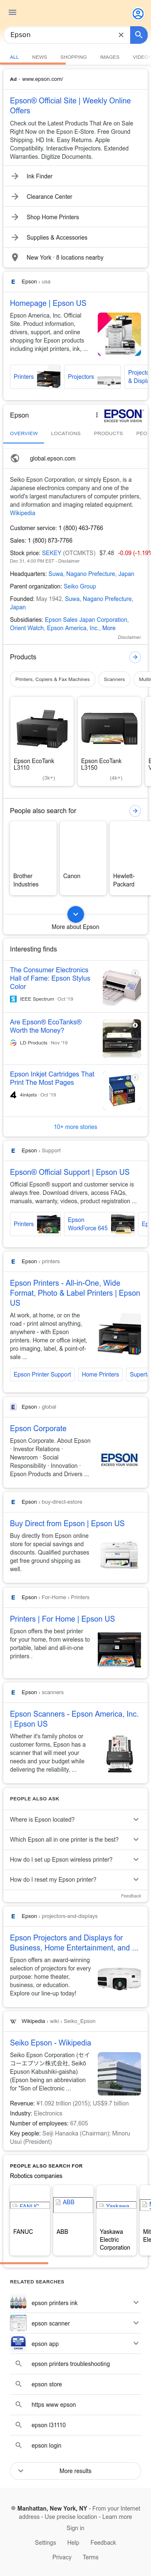 Epson
ALL NEWS SHOPPING IMAGES
Ad · www.epson.com/
Epson® Official Site | Weekly Online
Offers
Check out the Latest Products That Are on Sale
Right Now on the Epson E-Store. Free Ground
Shipping. HD Ink. Easy Returns. Apple
Compatibility. Interactive Projectors. Extended
Warranties. Digitize Documents.
Ink Finder
Clearance Center
Shop Home Printers
Supplies & Accessories
New York · 8 locations nearby
Epson › usa
Homepage | Epson US
Epson America, Inc. Official
Site. Product information,
drivers, support, and online
shopping for Epson products
including inkjet printers, ink, ...
Printers
Projectors
Epson
EPSON
EXCEED YOUR VISION
OVERVIEW LOCATIONS PRODUCTS
global.epson.com
Seiko Epson Corporation, or simply Epson, is a
Japanese electronics company and one of the
world's largest manufacturers of computer printers,
and information and imaging related equipment.
Wikipedia
Customer service: 1 (800) 463-7766
Sales: 1 (800) 873-7766
Stock price: SEKEY (OTCMKTS) $7.48 -0.09 (-1.19%
Dec 31, 4:00 PM EST - Disclaimer
Headquarters: Suwa, Nagano Prefecture, Japan
Parent organization: Seiko Group
Founded: May 1942, Suwa, Nagano Prefecture,
Japan
Subsidiaries: Epson Sales Japan Corporation,
Orient Watch, Epson America, Inc., More
Disclaimer
Products
Printers, Copiers & Fax Machines
Scanners
Epson EcoTank
L3110
(3k+)
Epson EcoTank
L3150
(4k+)
People also search for
Brother
Industries
Canon
Hewlett-
Packard
More about Epson
Interesting finds
The Consumer Electronics
Hall of Fame: Epson Stylus
Color
IEEE Spectrum · Oct '19
Are Epson® EcoTanks®
Worth the Money?
LD Products · Nov '19
Epson Inkjet Cartridges That
Print The Most Pages
4inkjets · Oct '19
10+ more stories
Epson › Support
Epson® Official Support | Epson US
Official Epson® support and customer service is
always free. Download drivers, access FAQs,
manuals, warranty, videos, product registration ...
Printers
Epson
WorkForce 645
Epson › printers
Epson Printers - All-in-One, Wide
Format, Photo & Label Printers | Epson
US
At work, at home, or on the
road - print almost anything,
anywhere - with Epson
printers. Home or office inkjet,
pro imaging, label, & point-of-
sale ...
Epson Printer Support
Home Printers
Epson › global
Epson Corporate
Epson Corporate. About Epson
· Investor Relations ·
Newsroom · Social
Responsibility · Innovation ·
Epson Products and Drivers ...
EPSON
EXCEED YOUR VISION
Epson › buy-direct-estore
Buy Direct from Epson | Epson US
Buy directly from Epson online
store for special savings and
discounts. Qualified purchases
get free ground shipping as
well.
Epson › For-Home › Printers
Printers | For Home | Epson US
Epson offers the best printer
for your home, from wireless to
portable, label and all-in-one
printers .
Epson › scanners
Epson Scanners - Epson America, Inc.
| Epson US
Whether it's family photos or
customer forms, Epson has a
scanner that will meet your
needs and your budget while
delivering the reliability, ...
PEOPLE ALSO ASK
Where is Epson located?
Which Epson all in one printer is the best?
How do I set up Epson wireless printer?
How do I reset my Epson printer?
Feedback
Epson › projectors-and-displays
Epson Projectors and Displays for
Business, Home Entertainment, and ...
Epson offers an award-winning
selection of projectors for every
purpose: home theater,
business, or education.
Explore our line-up today!
Wikipedia › wiki › Seiko_Epson
Seiko Epson - Wikipedia
Seiko Epson Corporation (セイ
コーエプソン株式会社, Seikō
Epuson Kabushiki-gaisha)
(Epson being an abbreviation
for "Son of Electronic ...
Revenue: ¥1.092 trillion (2015); US$9.7 billion
Industry: Electronics
Number of employees: 67,605
Key people: Seiji Hanaoka (Chairman); Minoru
Usui (President)
PEOPLE ALSO SEARCH FOR
Robotics companies
FANUC
ABB
ABB
Yaskawa
Electric
Corporation
RELATED SEARCHES
epson printers ink
epson scanner
epson app
epson printers troubleshooting
epson store
https www epson
epson l31110
epson login
More results
Manhattan, New York, NY - From your Internet
address - Use precise location - Learn more
Sign in
Settings Help Feedback
Privacy Terms